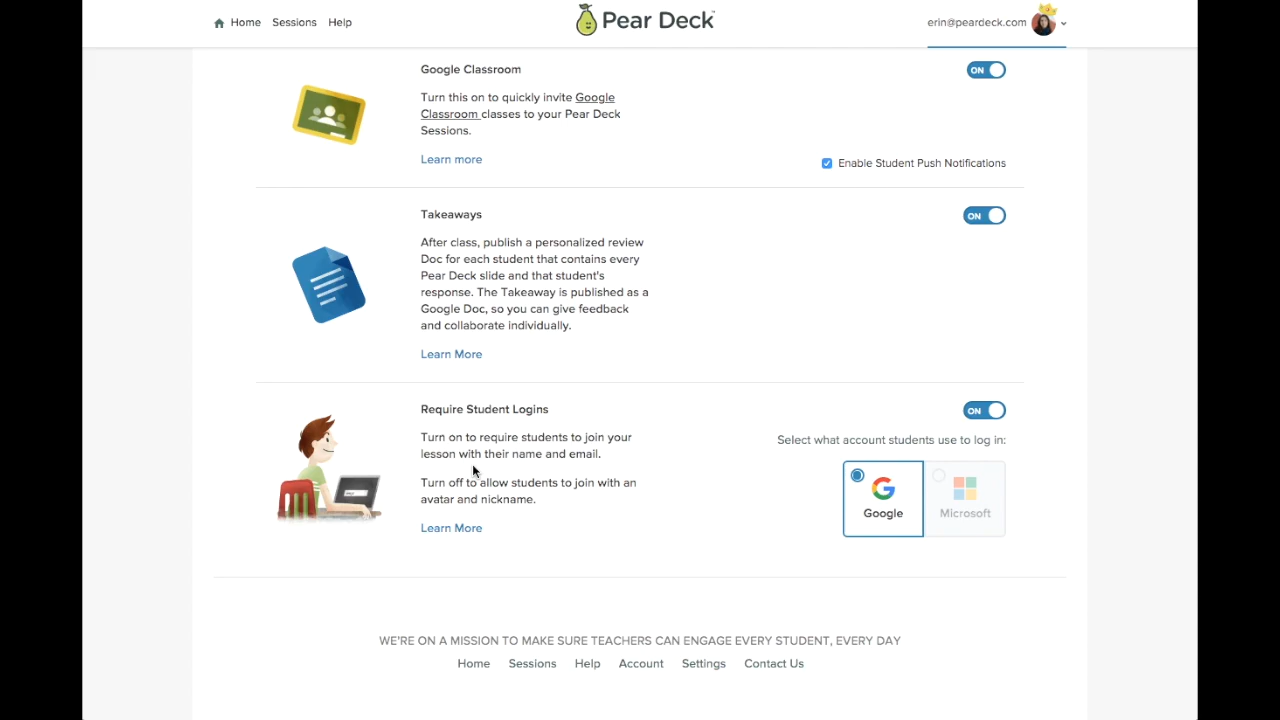 Home Sessions Help
Pear Deck™
erin@peardeck.com
Google Classroom
ON
Turn this on to quickly invite Google
Classroom classes to your Pear Deck
Sessions.
Learn more
Enable Student Push Notifications
Takeaways
ON
After class, publish a personalized review
Doc for each student that contains every
Pear Deck slide and that student's
response. The Takeaway is published as a
Google Doc, so you can give feedback
and collaborate individually.
Learn More
Require Student Logins
ON
Turn on to require students to join your
lesson with their name and email.
Turn off to allow students to join with an
avatar and nickname.
Learn More
Select what account students use to log in:
Google
Microsoft
WE'RE ON A MISSION TO MAKE SURE TEACHERS CAN ENGAGE EVERY STUDENT, EVERY DAY
Home Sessions Help Account Settings Contact Us